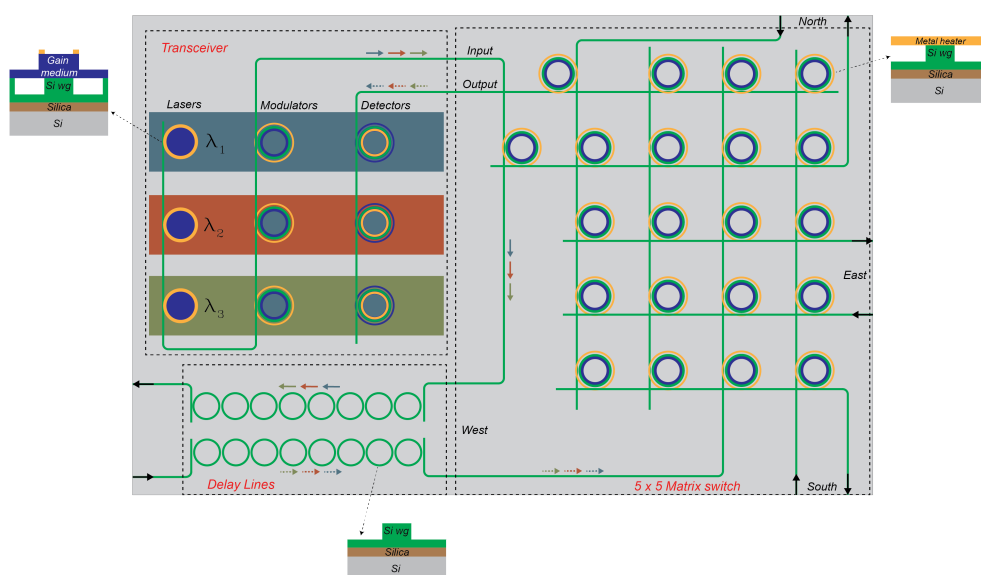 Transceiver
Input
Output
North
Lasers
Modulators
Detectors
λ1
λ2
λ3
East
West
South
Delay Lines
5 x 5 Matrix switch
Gain
medium
Si wg
Silica
Si
Metal heater
Si wg
Silica
Si
Si wg
Silica
Si